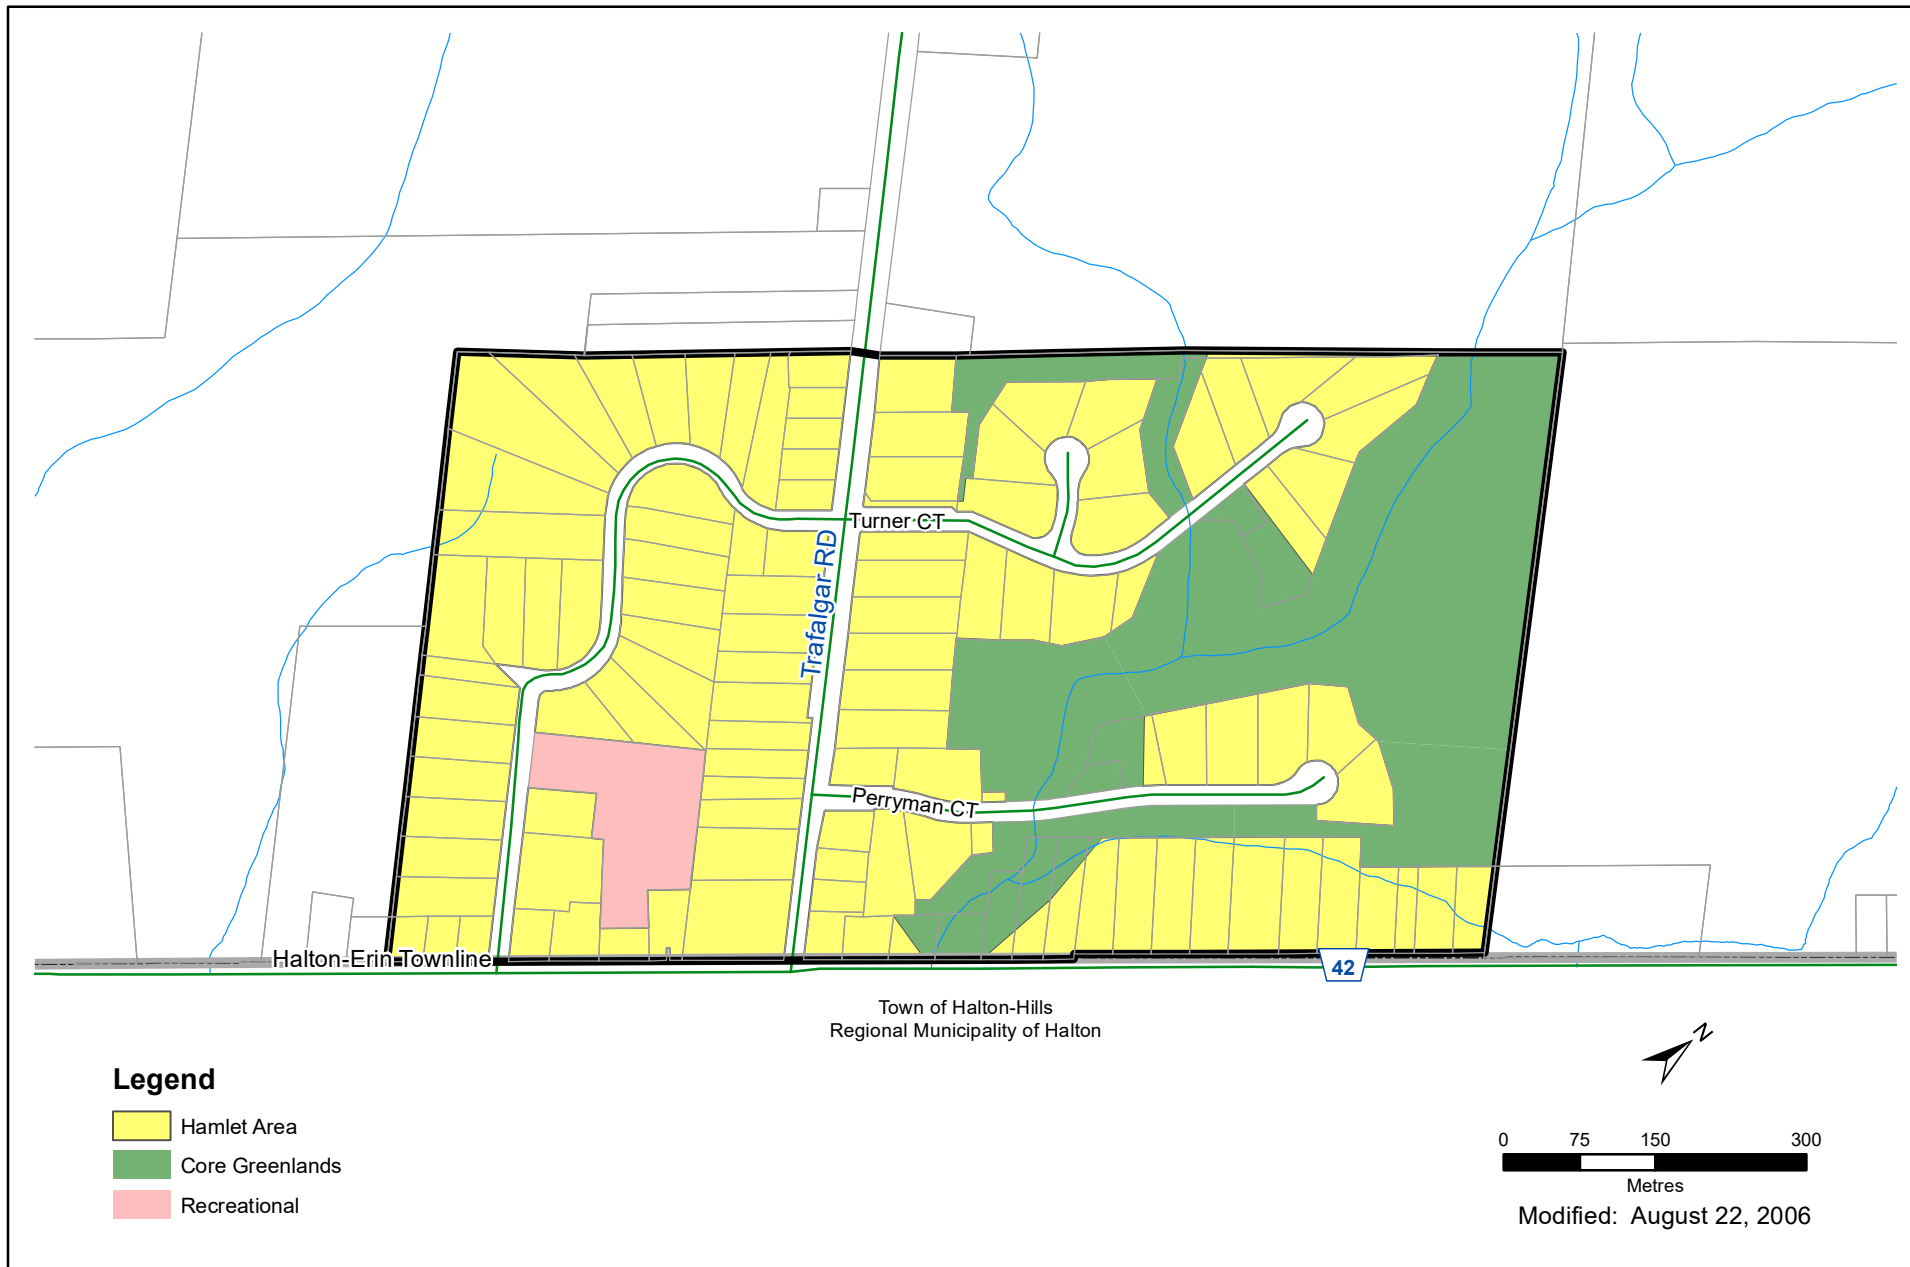 Turner CT
Trafalgar RD
Perryman CT
Halton-Erin Townline
42
Town of Halton-Hills
Regional Municipality of Halton
N
Legend
Hamlet Area
Core Greenlands
Recreational
0 75 150 300
Metres
Modified: August 22, 2006